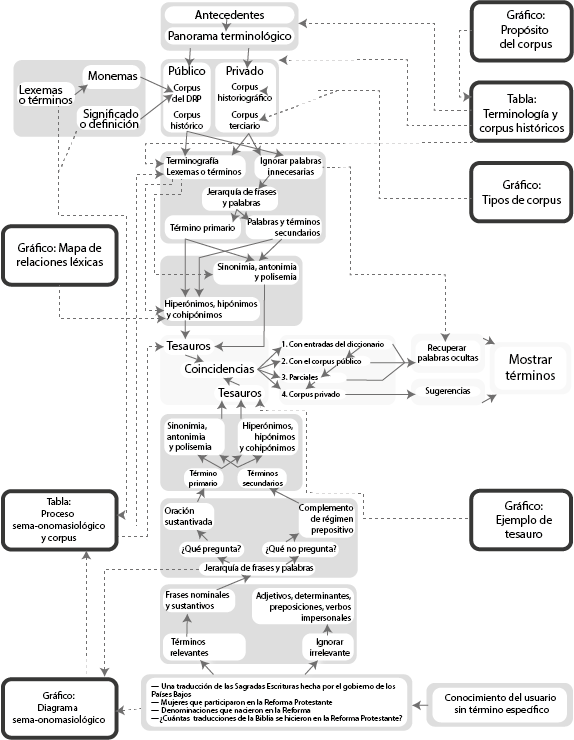 Antecedentes
Panorama terminológico
Gráfico:
Propósito
del corpus
Público
Corpus
del DRP
Corpus
histórico
Privado
Corpus
historiográfico
Corpus
terciario
Monemas
Lexemas
o términos
Significado
o definición
Tabla:
Terminología y
corpus históricos
Terminografía
Lexemas o términos
Ignorar palabras
innecesarias
Jerarquía de frases
y palabras
Término primario
Palabras y términos
secundarios
Gráfico:
Tipos de corpus
Gráfico: Mapa de
relaciones léxicas
Sinonimia, antonimia
y polisemia
Hiperónimos, hipónimos
y cohipónimos
Tesauros
Coincidencias
Tesauros
1. Con entradas del diccionario
2. Con el corpus público
3. Parciales
4. Corpus privado
Recuperar
palabras ocultas
Sugerencias
Mostrar
términos
Sinonimia,
antonimia
y polisemia
Hiperónimos,
hipónimos
y cohipónimos
Término
primario
Términos
secundarios
Tabla:
Proceso
sema-onomasiológico
y corpus
Oración
sustantivada
Complemento
de régimen
prepositivo
¿Qué pregunta?
¿Qué no pregunta?
Jerarquía de frases y palabras
Gráfico:
Ejemplo de
tesauro
Frases nominales
y sustantivos
Adjetivos, determinantes,
preposiciones, verbos
impersonales
Términos
relevantes
Ignorar
irrelevante
Gráfico:
Diagrama
sema-onomasiológico
— Una traducción de las Sagradas Escrituras hecha por el gobierno de los
Países Bajos
— Mujeres que participaron en la Reforma Protestante
— Denominaciones que nacieron en la Reforma
— ¿Cuántas traducciones de la Biblia se hicieron en la Reforma Protestante?
Conocimiento del usuario
sin término específico